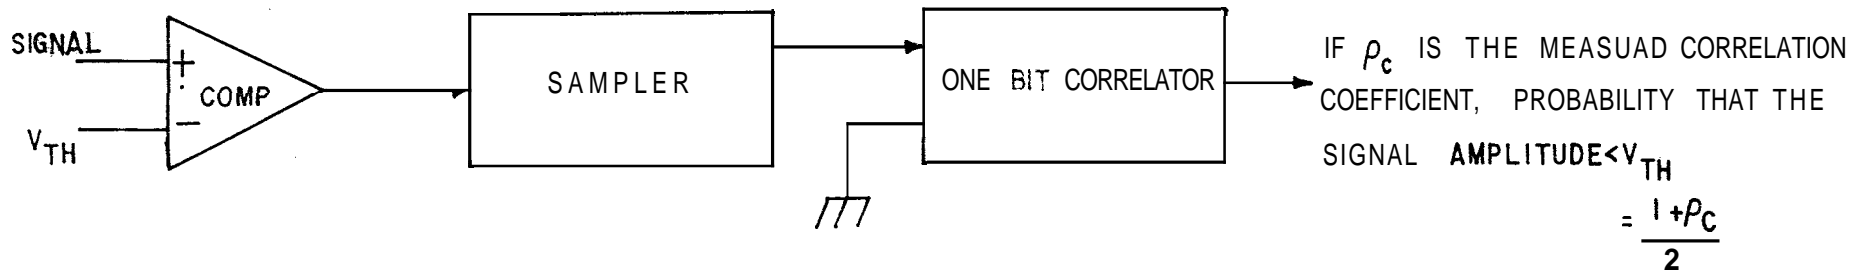 SIGNAL
+
COMP
−
V_TH
SAMPLER
ONE BIT CORRELATOR
IF ρ_c IS THE MEASUAD CORRELATION
COEFFICIENT, PROBABILITY THAT THE
SIGNAL AMPLITUDE<V_TH
= 1+ρ_C
2